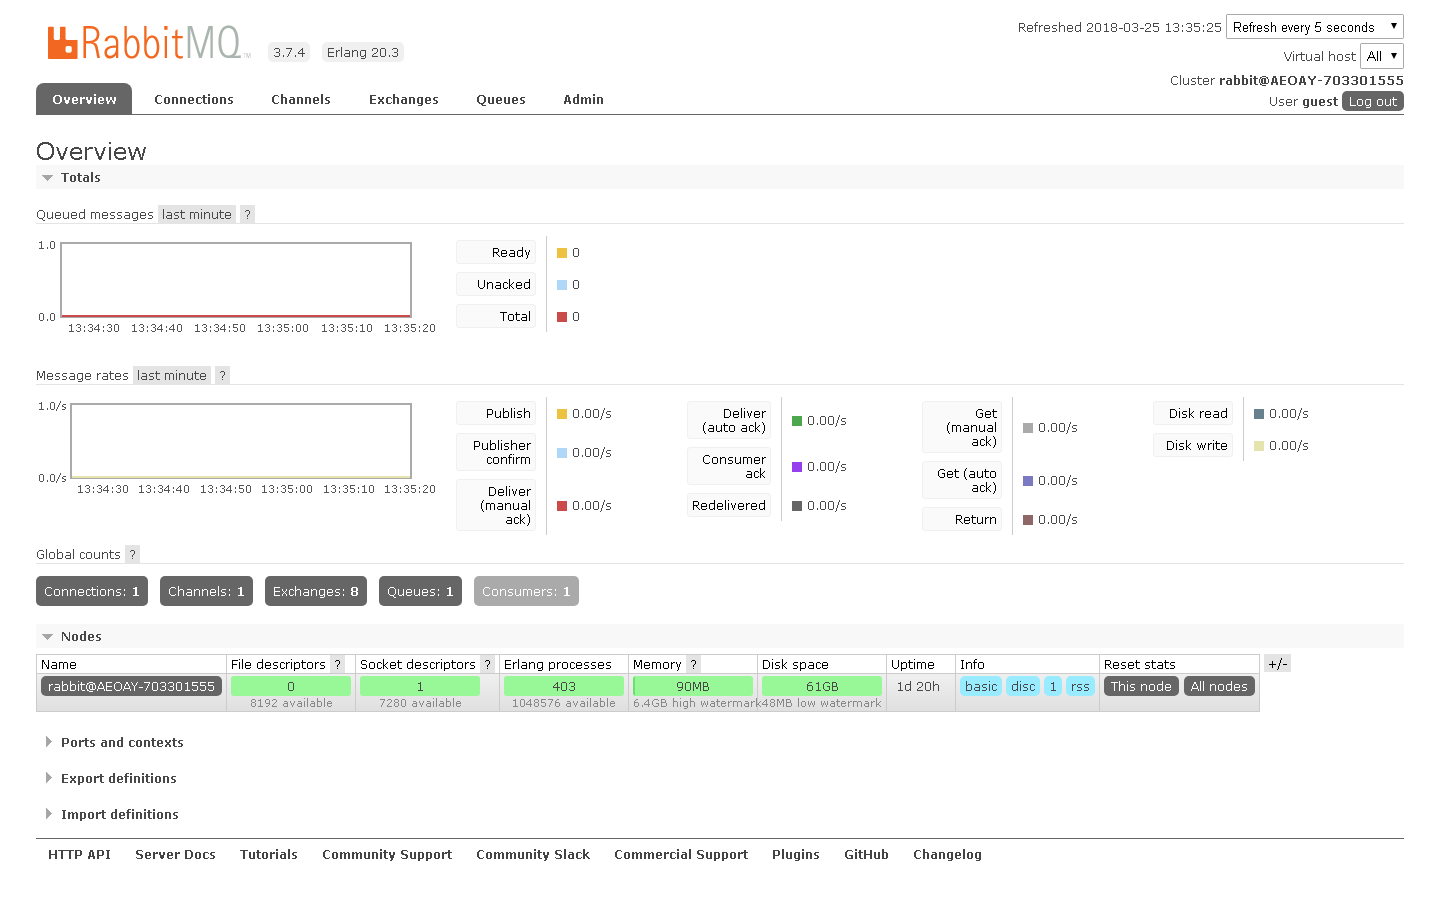 RabbitMQ™ 3.7.4 Erlang 20.3
Refreshed 2018-03-25 13:35:25 Refresh every 5 seconds
Virtual host All
Cluster rabbit@AEOAY-703301555
User guest Log out
Overview Connections Channels Exchanges Queues Admin
Overview
Totals
Queued messages last minute ?
1.0
0.0
13:34:30 13:34:40 13:34:50 13:35:00 13:35:10 13:35:20
Ready 0
Unacked 0
Total 0
Message rates last minute ?
1.0/s
0.0/s
13:34:30 13:34:40 13:34:50 13:35:00 13:35:10 13:35:20
Publish 0.00/s
Publisher
confirm 0.00/s
Deliver
(manual
ack) 0.00/s
Deliver
(auto ack) 0.00/s
Consumer
ack 0.00/s
Redelivered 0.00/s
Get
(manual
ack) 0.00/s
Get (auto
ack) 0.00/s
Return 0.00/s
Disk read 0.00/s
Disk write 0.00/s
Global counts ?
Connections: 1 Channels: 1 Exchanges: 8 Queues: 1 Consumers: 1
Nodes
Name File descriptors ? Socket descriptors ? Erlang processes Memory ? Disk space Uptime Info Reset stats +/-
rabbit@AEOAY-703301555 0 1 403 90MB 61GB 1d 20h basic disc 1 rss This node All nodes
8192 available 7280 available 1048576 available 6.4GB high watermark 48MB low watermark
Ports and contexts
Export definitions
Import definitions
HTTP API Server Docs Tutorials Community Support Community Slack Commercial Support Plugins GitHub Changelog